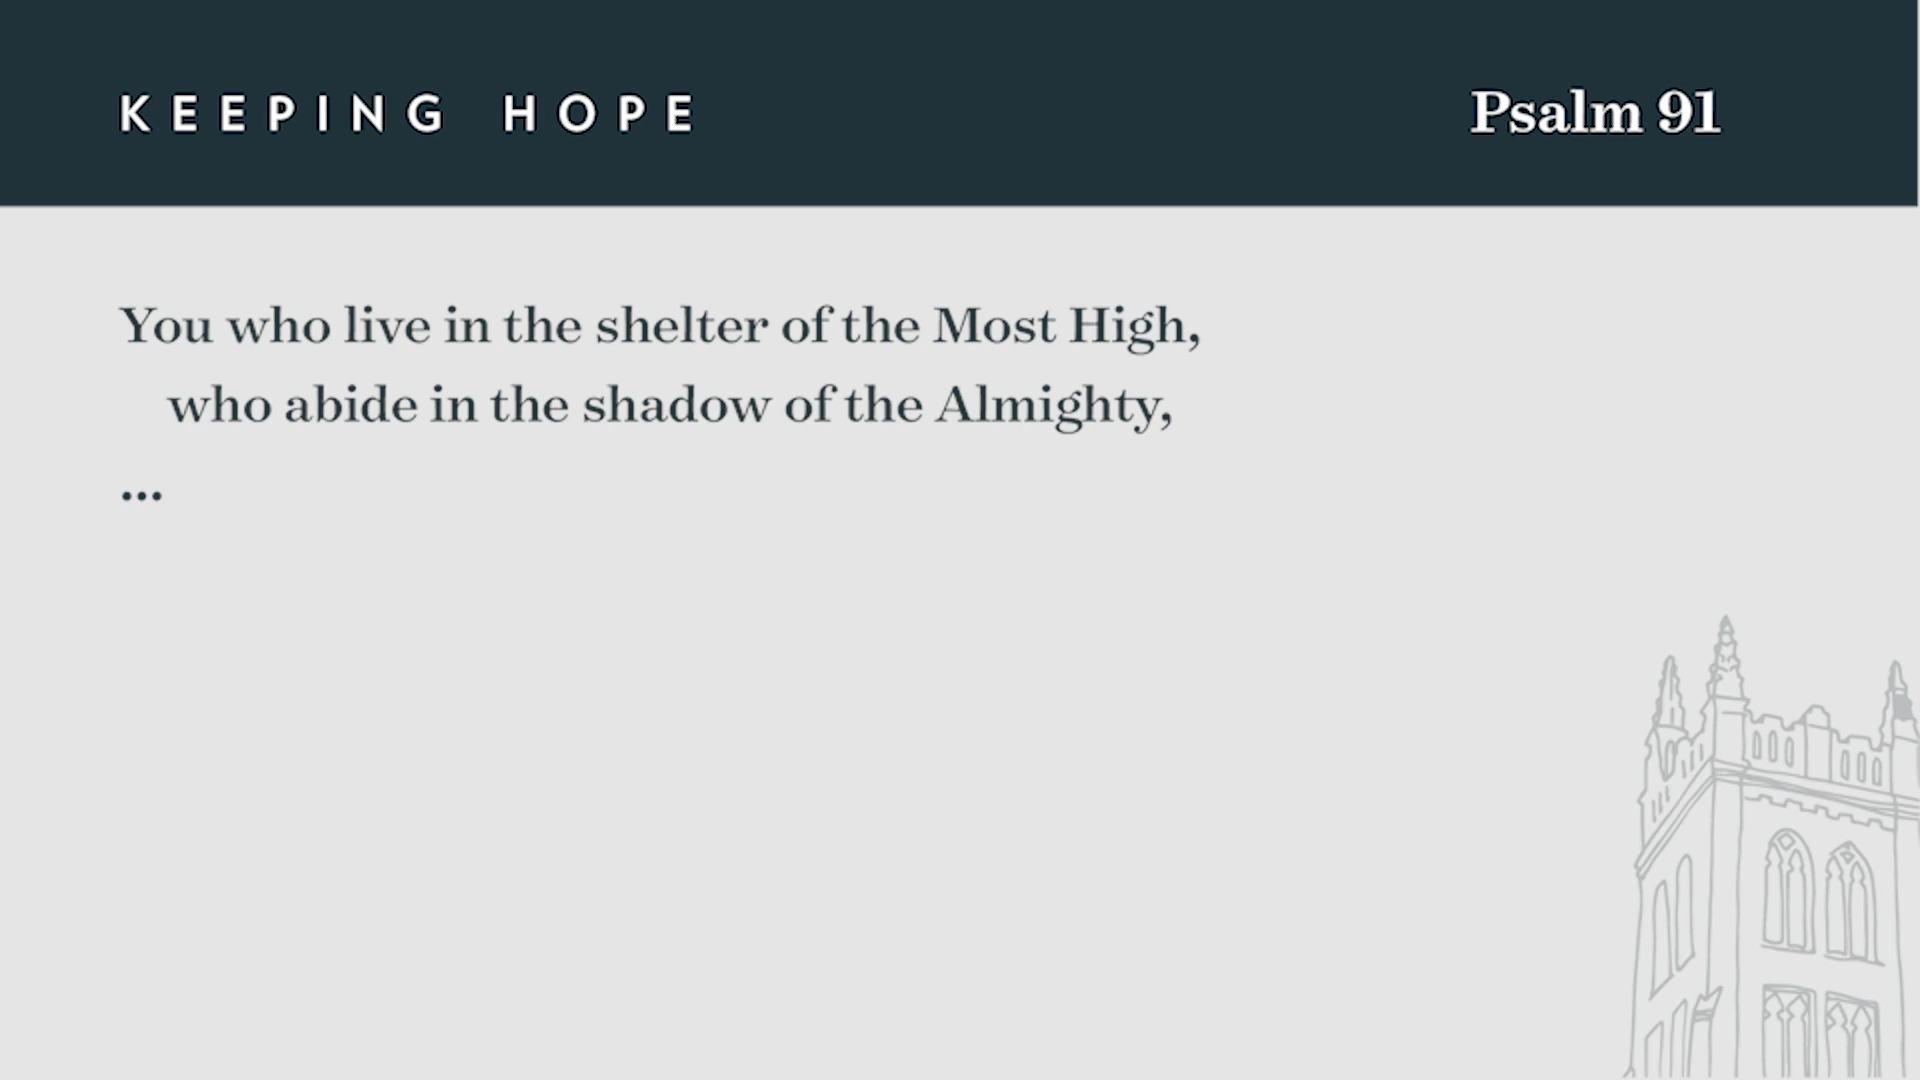 KEEPING HOPE
Psalm 91
You who live in the shelter of the Most High,
who abide in the shadow of the Almighty,
...